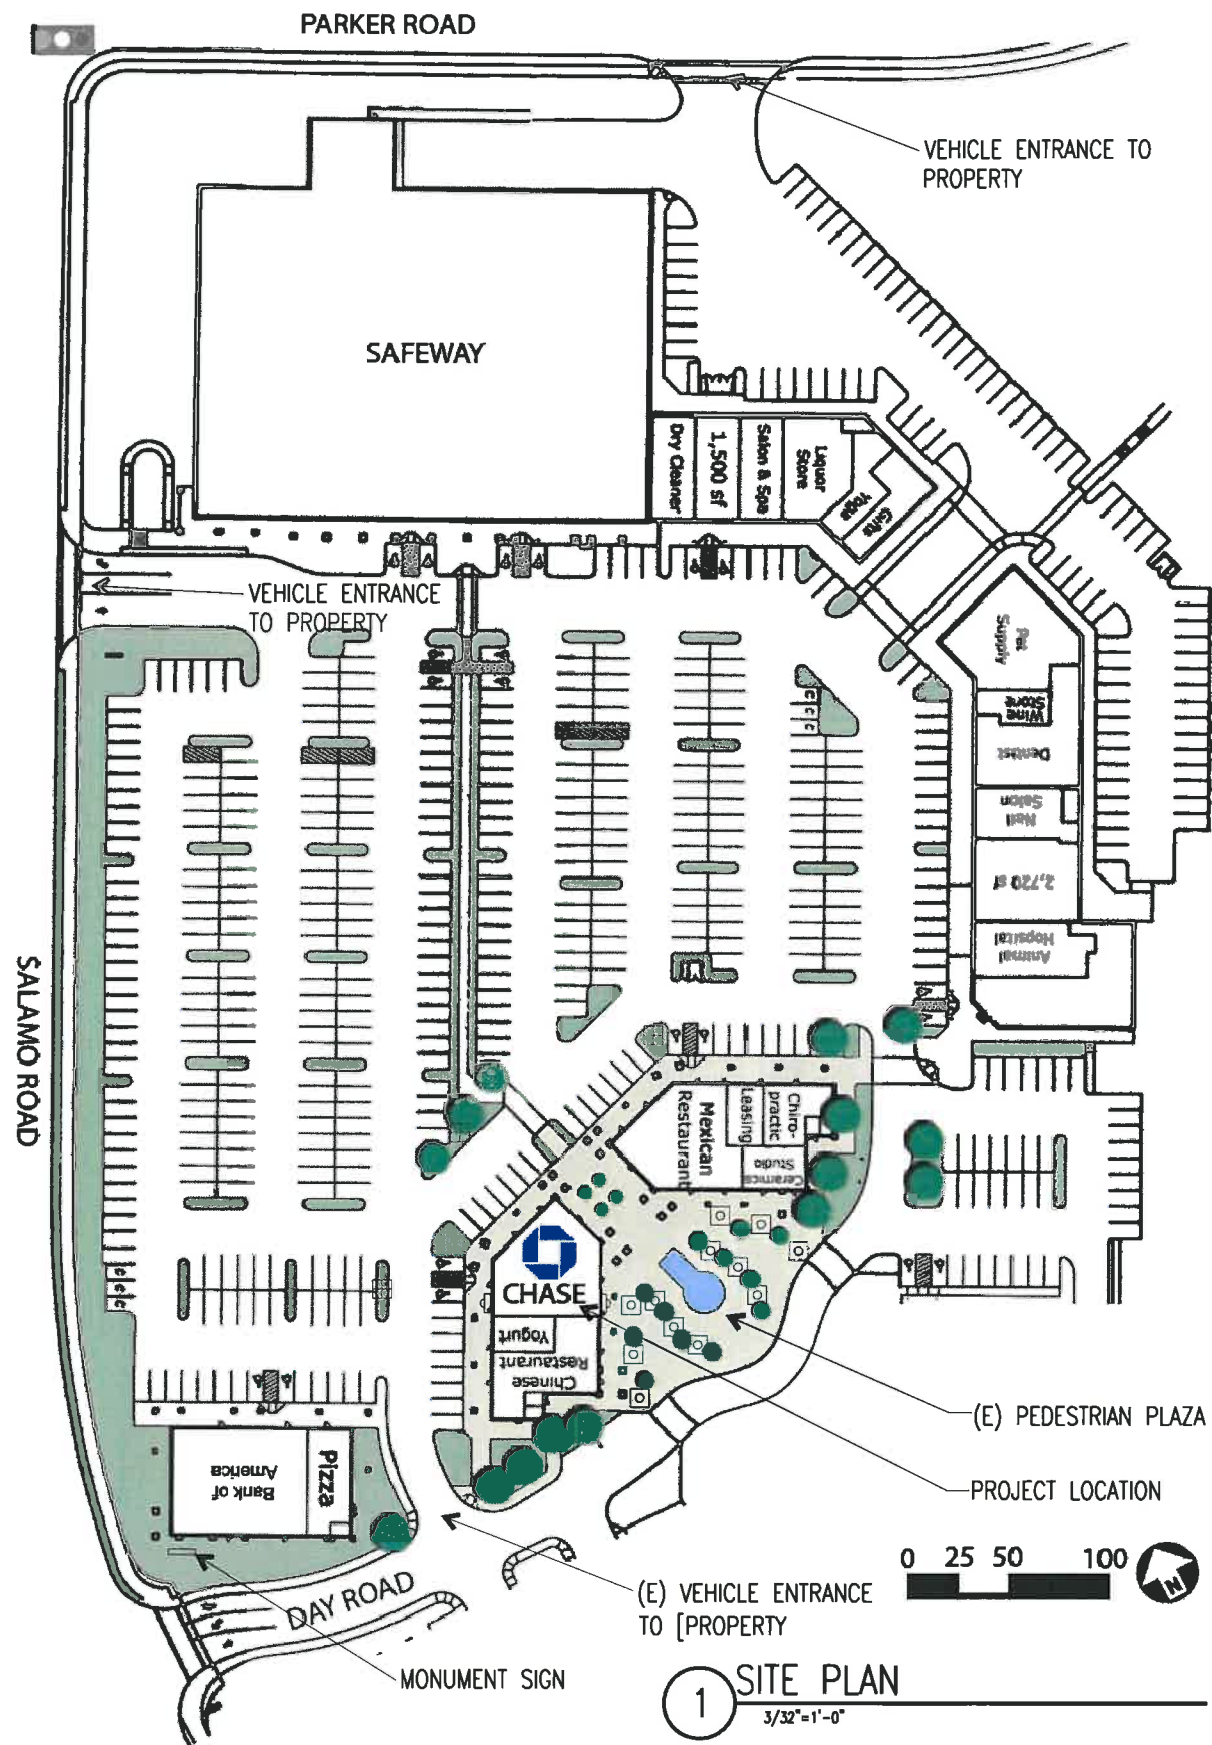 PARKER ROAD
VEHICLE ENTRANCE TO
PROPERTY
SAFEWAY
Dry Cleaner
1,500 sf
Salon & Spa
Liquor
Store
Yoga
Gifts
VEHICLE ENTRANCE
TO PROPERTY
Pet
Supply
Wine
Store
Dentist
Nail
Salon
2,720 sf
Animal
Hopsital
SALAMO ROAD
Mexican
Restaurant
Leasing
Chiro-
practic
Ceramics
Studio
CHASE
Yogurt
Chinese
Restaurant
(E) PEDESTRIAN PLAZA
PROJECT LOCATION
Bank of
America
Pizza
0 25 50 100
N
(E) VEHICLE ENTRANCE
TO [PROPERTY
DAY ROAD
MONUMENT SIGN
1
SITE PLAN
3/32"=1'-0"